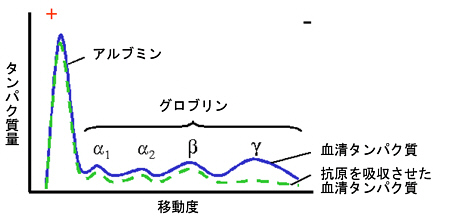 +
-
アルブミン
タンパク質量
グロブリン
α1
α2
β
γ
血清タンパク質
抗原を吸収させた
血清タンパク質
移動度